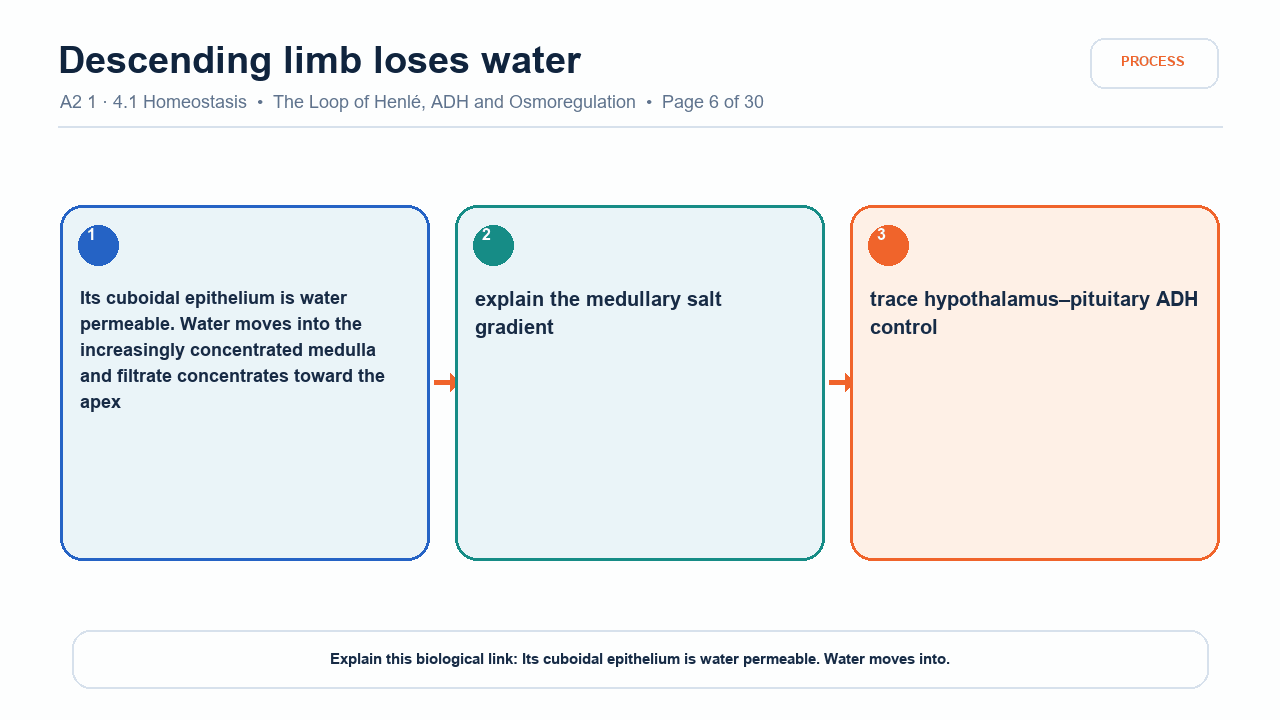 Descending limb loses water
PROCESS
A2 1 · 4.1 Homeostasis • The Loop of Henlé, ADH and Osmoregulation • Page 6 of 30
1
Its cuboidal epithelium is water
permeable. Water moves into the
increasingly concentrated medulla
and filtrate concentrates toward the
apex
2
explain the medullary salt
gradient
3
trace hypothalamus–pituitary ADH
control
Explain this biological link: Its cuboidal epithelium is water permeable. Water moves into.